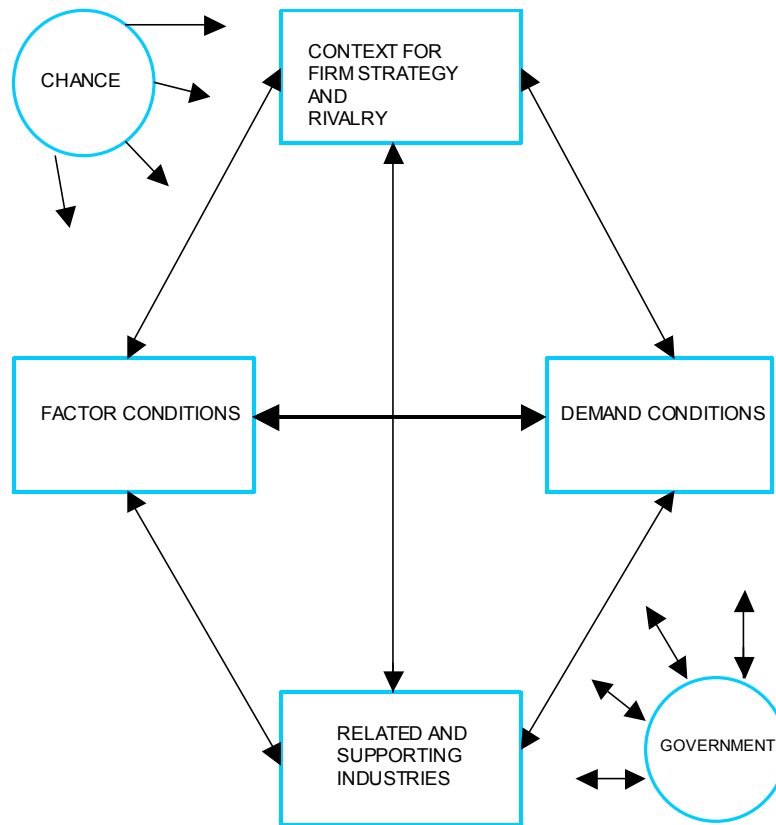 CHANCE
CONTEXT FOR
FIRM STRATEGY
AND
RIVALRY
FACTOR CONDITIONS
DEMAND CONDITIONS
RELATED AND
SUPPORTING
INDUSTRIES
GOVERNMENT